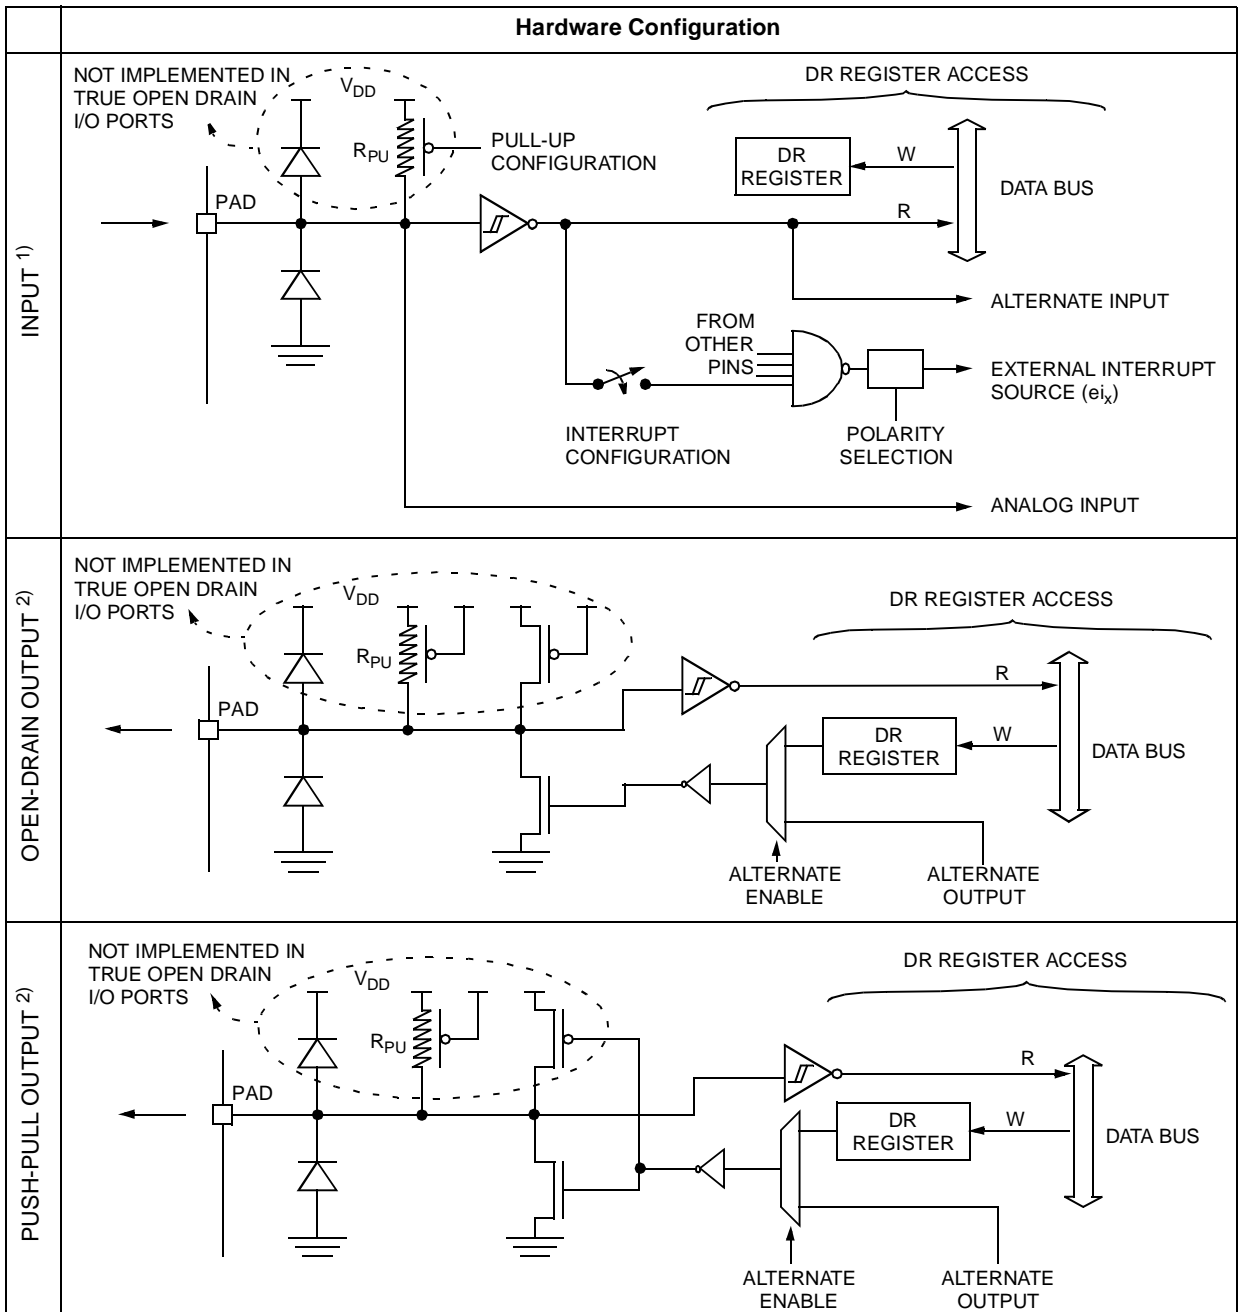 Hardware Configuration
INPUT 1)
NOT IMPLEMENTED IN
TRUE OPEN DRAIN
I/O PORTS
VDD
RPU
PULL-UP
CONFIGURATION
PAD
DR REGISTER ACCESS
DR
REGISTER
W
R
DATA BUS
ALTERNATE INPUT
FROM
OTHER
PINS
EXTERNAL INTERRUPT
SOURCE (eix)
INTERRUPT
CONFIGURATION
POLARITY
SELECTION
ANALOG INPUT
OPEN-DRAIN OUTPUT 2)
NOT IMPLEMENTED IN
TRUE OPEN DRAIN
I/O PORTS
VDD
RPU
PAD
DR REGISTER ACCESS
R
DR
REGISTER
W
DATA BUS
ALTERNATE
ENABLE
ALTERNATE
OUTPUT
PUSH-PULL OUTPUT 2)
NOT IMPLEMENTED IN
TRUE OPEN DRAIN
I/O PORTS
VDD
RPU
PAD
DR REGISTER ACCESS
R
DR
REGISTER
W
DATA BUS
ALTERNATE
ENABLE
ALTERNATE
OUTPUT